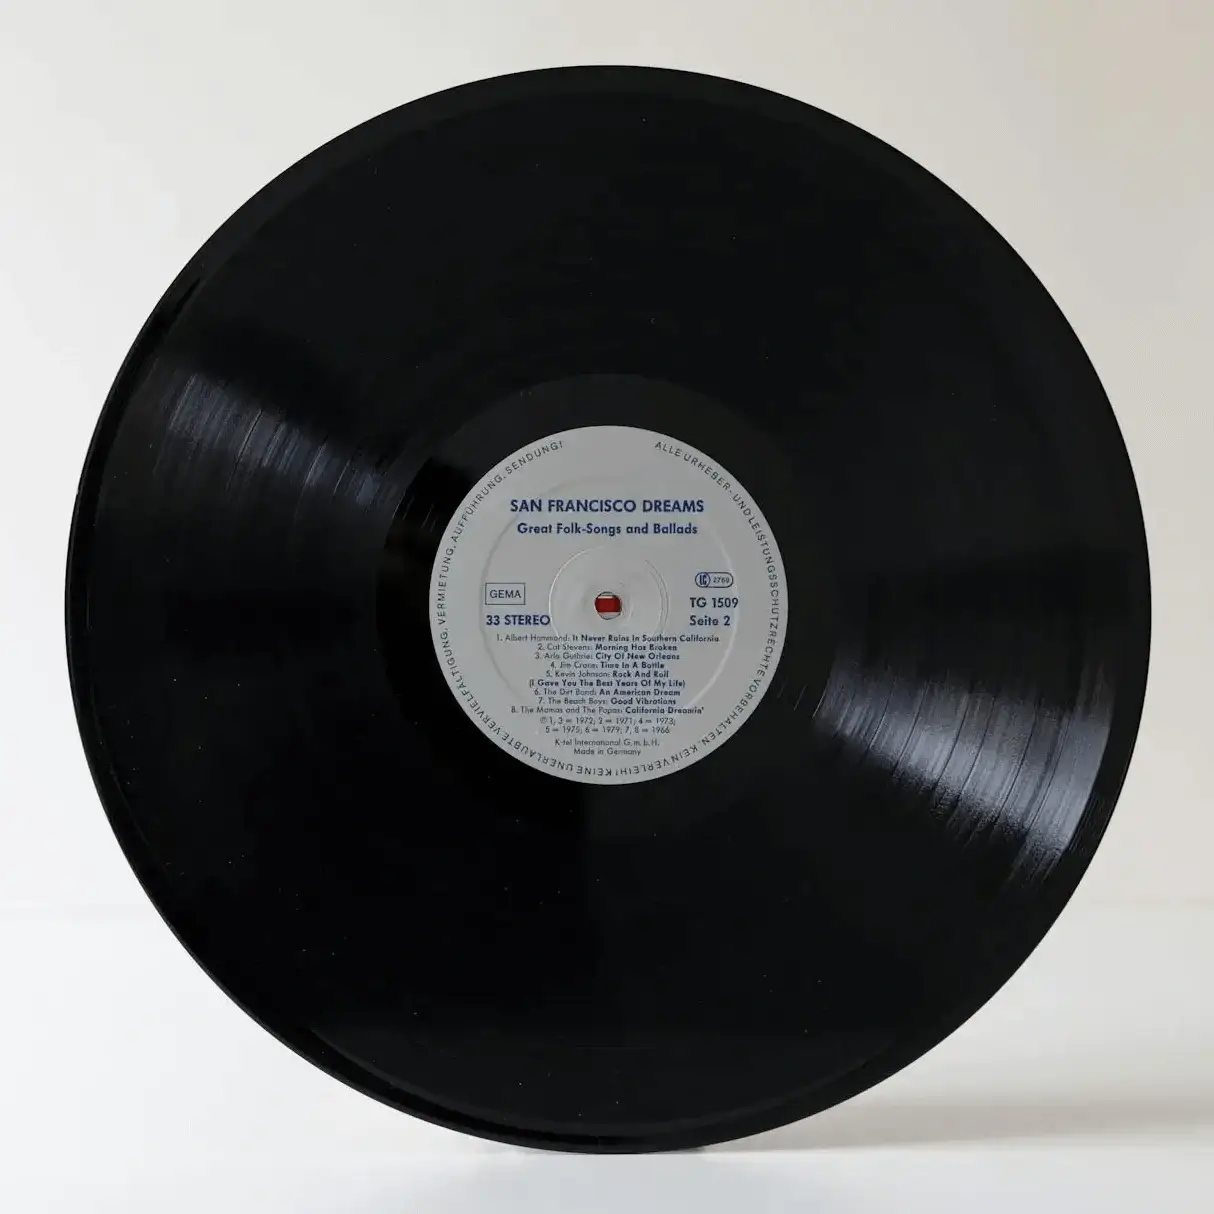 ALLE URHEBER- UND LEISTUNGSSCHUTZRECHTE VORBEHALTEN. KEIN VERLEIH! KEINE UNERLAUBTE VERVIELFÄLTIGUNG, VERMIETUNG, AUFFÜHRUNG, SENDUNG!
SAN FRANCISCO DREAMS
Great Folk-Songs and Ballads
LC 2769
GEMA
TG 1509
33 STEREO
Seite 2
1. Albert Hammond: It Never Rains In Southern California
2. Cat Stevens: Morning Has Broken
3. Arlo Guthrie: City Of New Orleans
4. Jim Croce: Time In A Bottle
5. Kevin Johnson: Rock And Roll
(I Gave You The Best Years Of My Life)
6. The Dirt Band: An American Dream
7. The Beach Boys: Good Vibrations
8. The Mamas and The Papas: California Dreamin'
Ⓟ 1, 3 = 1972; 2 = 1971; 4 = 1973;
5 = 1975; 6 = 1979; 7, 8 = 1966
K-tel International G. m. b. H.
Made in Germany